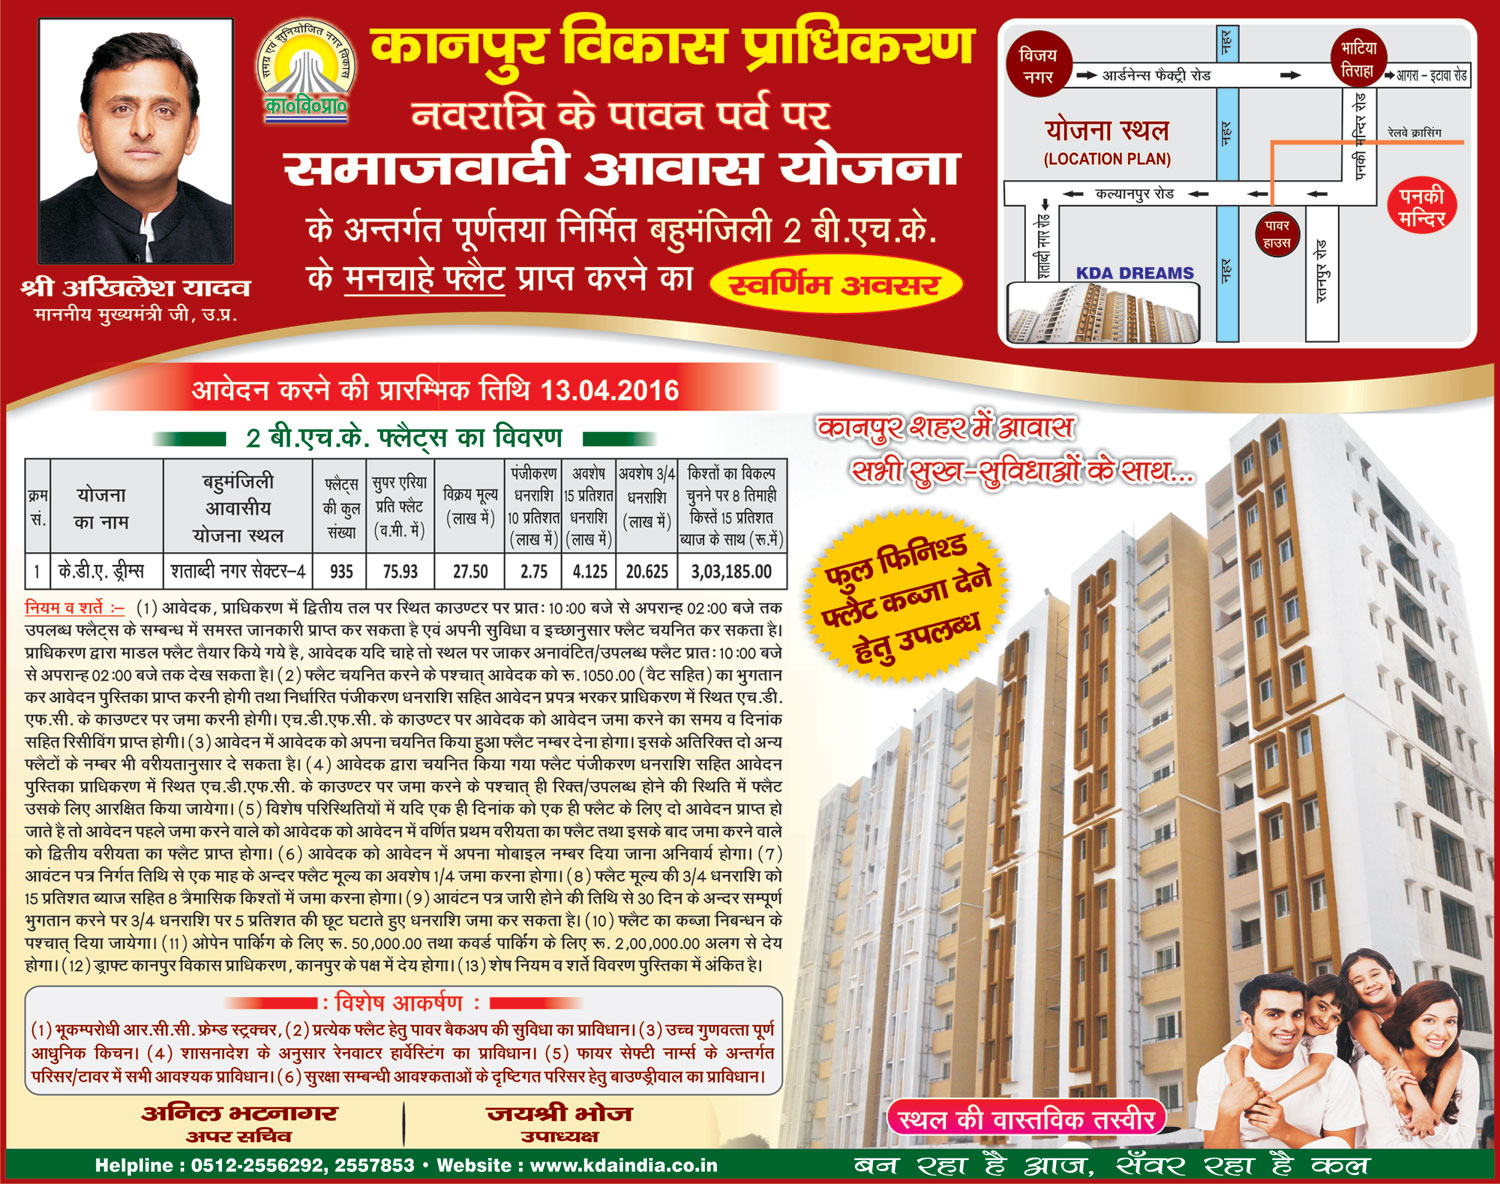 समग्र एवं सुनियोजित नगर विकास
का०वि०प्रा०
कानपुर विकास प्राधिकरण
नवरात्रि के पावन पर्व पर
समाजवादी आवास योजना
के अन्तर्गत पूर्णतया निर्मित बहुमंजिली 2 बी.एच.के.
के मनचाहे फ्लैट प्राप्त करने का स्वर्णिम अवसर
श्री अखिलेश यादव
माननीय मुख्यमंत्री जी, उ.प्र.
विजय नगर
आर्डनेन्स फैक्ट्री रोड
भाटिया तिराहा
आगरा - इटावा रोड
नहर
नहर
नहर
योजना स्थल
(LOCATION PLAN)
पनकी मन्दिर रोड
रेलवे क्रासिंग
कल्यानपुर रोड
पनकी मन्दिर
पावर हाउस
शताब्दी नगर रोड
रतनपुर रोड
KDA DREAMS
आवेदन करने की प्रारम्भिक तिथि 13.04.2016
2 बी.एच.के. फ्लैट्स का विवरण
क्रम सं. योजना का नाम बहुमंजिली आवासीय योजना स्थल फ्लैट्स की कुल संख्या सुपर एरिया प्रति फ्लैट (व.मी. में) विक्रय मूल्य (लाख में) पंजीकरण धनराशि 10 प्रतिशत (लाख में) अवशेष 15 प्रतिशत धनराशि (लाख में) अवशेष 3/4 धनराशि (लाख में) किश्तों का विकल्प चुनने पर 8 तिमाही किस्तें 15 प्रतिशत ब्याज के साथ (रू.में)
1 के.डी.ए. ड्रीम्स शताब्दी नगर सेक्टर-4 935 75.93 27.50 2.75 4.125 20.625 3,03,185.00
नियम व शर्ते :– (1) आवेदक, प्राधिकरण में द्वितीय तल पर स्थित काउण्टर पर प्रात: 10:00 बजे से अपरान्ह 02:00 बजे तक
उपलब्ध फ्लैट्स के सम्बन्ध में समस्त जानकारी प्राप्त कर सकता है एवं अपनी सुविधा व इच्छानुसार फ्लैट चयनित कर सकता है।
प्राधिकरण द्वारा माडल फ्लैट तैयार किये गये है, आवेदक यदि चाहे तो स्थल पर जाकर अनावंटित/उपलब्ध फ्लैट प्रात: 10:00 बजे
से अपरान्ह 02:00 बजे तक देख सकता है। (2) फ्लैट चयनित करने के पश्चात् आवेदक को रू. 1050.00 (वैट सहित) का भुगतान
कर आवेदन पुस्तिका प्राप्त करनी होगी तथा निर्धारित पंजीकरण धनराशि सहित आवेदन प्रपत्र भरकर प्राधिकरण में स्थित एच.डी.
एफ.सी. के काउण्टर पर जमा करनी होगी। एच.डी.एफ.सी. के काउण्टर पर आवेदक को आवेदन जमा करने का समय व दिनांक
सहित रिसीविंग प्राप्त होगी। (3) आवेदन में आवेदक को अपना चयनित किया हुआ फ्लैट नम्बर देना होगा। इसके अतिरिक्त दो अन्य
फ्लैटों के नम्बर भी वरीयतानुसार दे सकता है। (4) आवेदक द्वारा चयनित किया गया फ्लैट पंजीकरण धनराशि सहित आवेदन
पुस्तिका प्राधिकरण में स्थित एच.डी.एफ.सी. के काउण्टर पर जमा करने के पश्चात् ही रिक्त/उपलब्ध होने की स्थिति में फ्लैट
उसके लिए आरक्षित किया जायेगा। (5) विशेष परिस्थितियों में यदि एक ही दिनांक को एक ही फ्लैट के लिए दो आवेदन प्राप्त हो
जाते है तो आवेदन पहले जमा करने वाले को आवेदक को आवेदन में वर्णित प्रथम वरीयता का फ्लैट तथा इसके बाद जमा करने वाले
को द्वितीय वरीयता का फ्लैट प्राप्त होगा। (6) आवेदक को आवेदन में अपना मोबाइल नम्बर दिया जाना अनिवार्य होगा। (7)
आवंटन पत्र निर्गत तिथि से एक माह के अन्दर फ्लैट मूल्य का अवशेष 1/4 जमा करना होगा। (8) फ्लैट मूल्य की 3/4 धनराशि को
15 प्रतिशत ब्याज सहित 8 त्रैमासिक किश्तों में जमा करना होगा। (9) आवंटन पत्र जारी होने की तिथि से 30 दिन के अन्दर सम्पूर्ण
भुगतान करने पर 3/4 धनराशि पर 5 प्रतिशत की छूट घटाते हुए धनराशि जमा कर सकता है। (10) फ्लैट का कब्जा निबन्धन के
पश्चात् दिया जायेगा। (11) ओपेन पार्किग के लिए रू. 50,000.00 तथा कवर्ड पार्किग के लिए रू. 2,00,000.00 अलग से देय
होगा। (12) ड्राफ्ट कानपुर विकास प्राधिकरण, कानपुर के पक्ष में देय होगा। (13) शेष नियम व शर्ते विवरण पुस्तिका में अंकित है।
: विशेष आकर्षण :
(1) भूकम्परोधी आर.सी.सी. फ्रेम्ड स्ट्रक्चर, (2) प्रत्येक फ्लैट हेतु पावर बैकअप की सुविधा का प्राविधान। (3) उच्च गुणवत्ता पूर्ण
आधुनिक किचन। (4) शासनादेश के अनुसार रेनवाटर हार्वेस्टिंग का प्राविधान। (5) फायर सेफ्टी नार्म्स के अन्तर्गत
परिसर/टावर में सभी आवश्यक प्राविधान। (6) सुरक्षा सम्बन्धी आवश्कताओं के दृष्टिगत परिसर हेतु बाउण्ड्रीवाल का प्राविधान।
अनिल भटनागर
अपर सचिव
जयश्री भोज
उपाध्यक्ष
कानपुर शहर में आवास
सभी सुख-सुविधाओं के साथ...
फुल फिनिश्ड
फ्लैट कब्जा देने
हेतु उपलब्ध
स्थल की वास्तविक तस्वीर
Helpline : 0512-2556292, 2557853 • Website : www.kdaindia.co.in
बन रहा है आज, सँवर रहा है कल